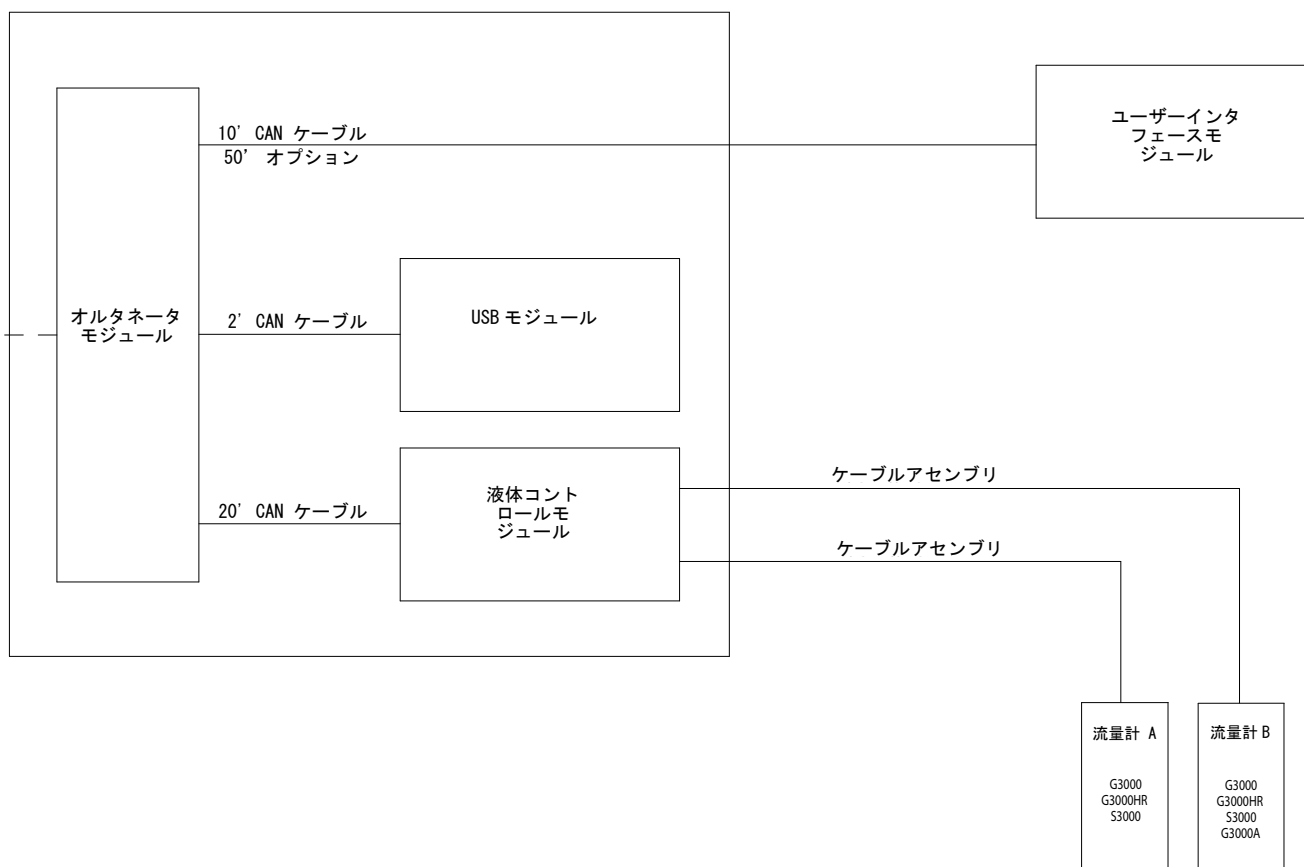 10' CAN ケーブル
50' オプション
ユーザーインタ
フェースモ
ジュール
オルタネータ
モジュール
2' CAN ケーブル
USB モジュール
20' CAN ケーブル
液体コント
ロールモ
ジュール
ケーブルアセンブリ
ケーブルアセンブリ
流量計 A
G3000
G3000HR
S3000
流量計 B
G3000
G3000HR
S3000
G3000A